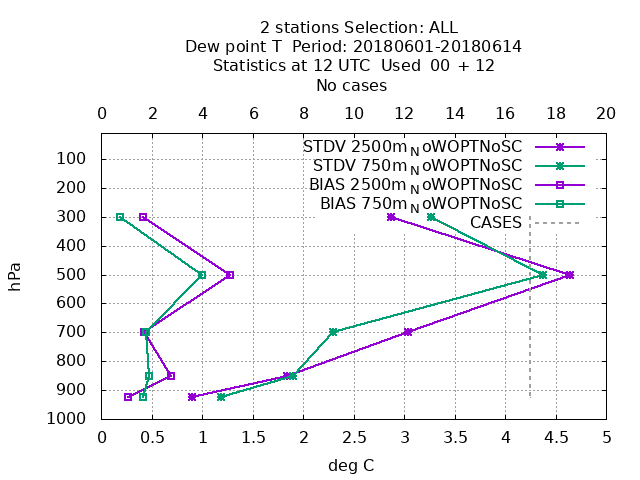 2 stations Selection: ALL
Dew point T  Period: 20180601-20180614
Statistics at 12 UTC  Used  00 + 12
No cases
0 2 4 6 8 10 12 14 16 18 20
STDV 2500m_NoWOPTNoSC
STDV 750m_NoWOPTNoSC
BIAS 2500m_NoWOPTNoSC
BIAS 750m_NoWOPTNoSC
CASES
100
200
300
400
500
600
700
800
900
1000
hPa
0 0.5 1 1.5 2 2.5 3 3.5 4 4.5 5
deg C